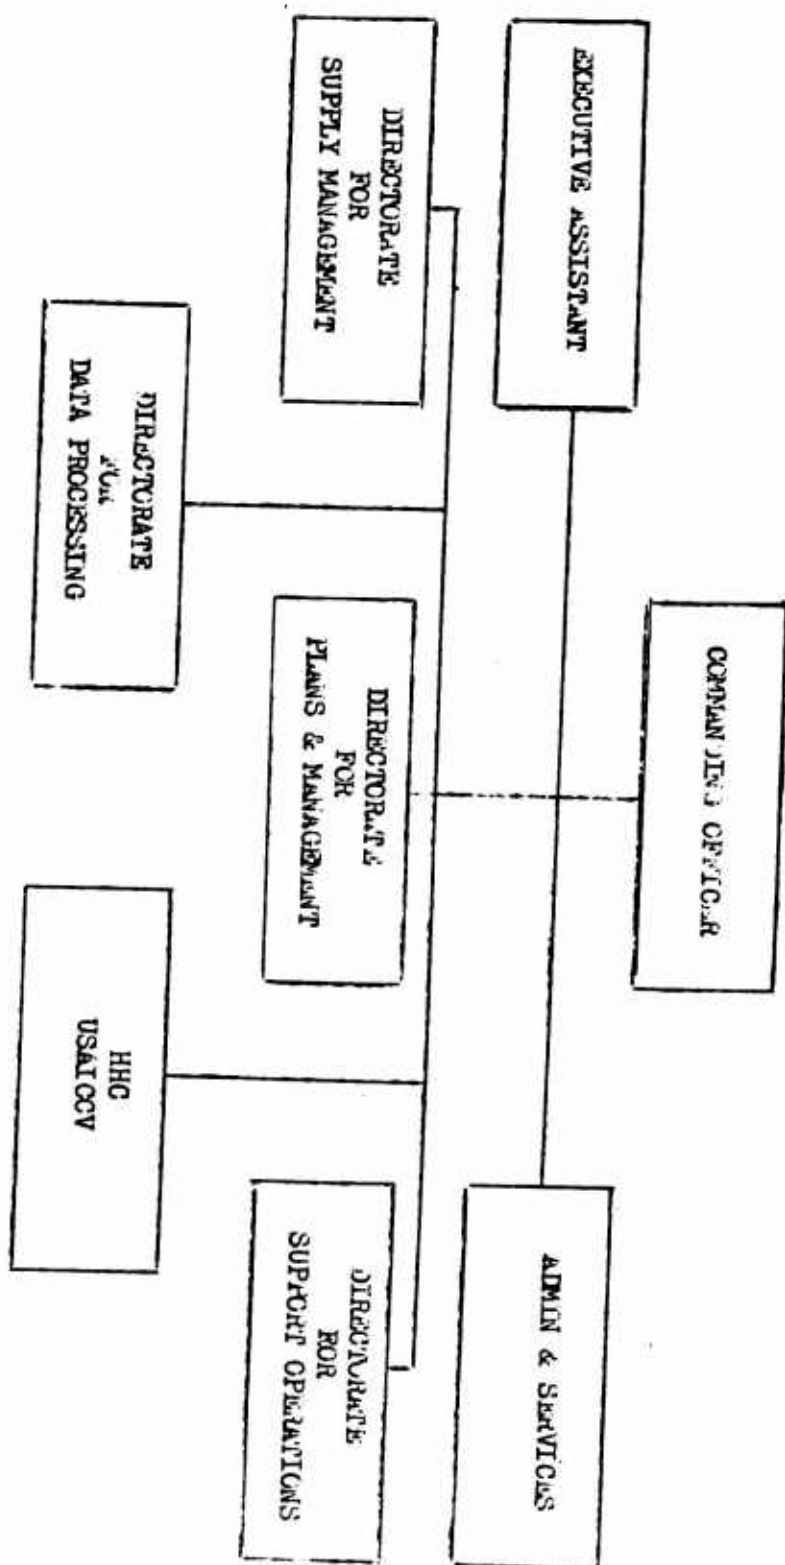 COMMANDING OFFICER
EXECUTIVE ASSISTANT
ADMIN & SERVICES
DIRECTORATE
FOR
SUPPLY MANAGEMENT
DIRECTORATE
FOR
PLANS & MANAGEMENT
DIRECTORATE
FOR
SUPPORT OPERATIONS
DIRECTORATE
FOR
DATA PROCESSING
HHC
USAICCV